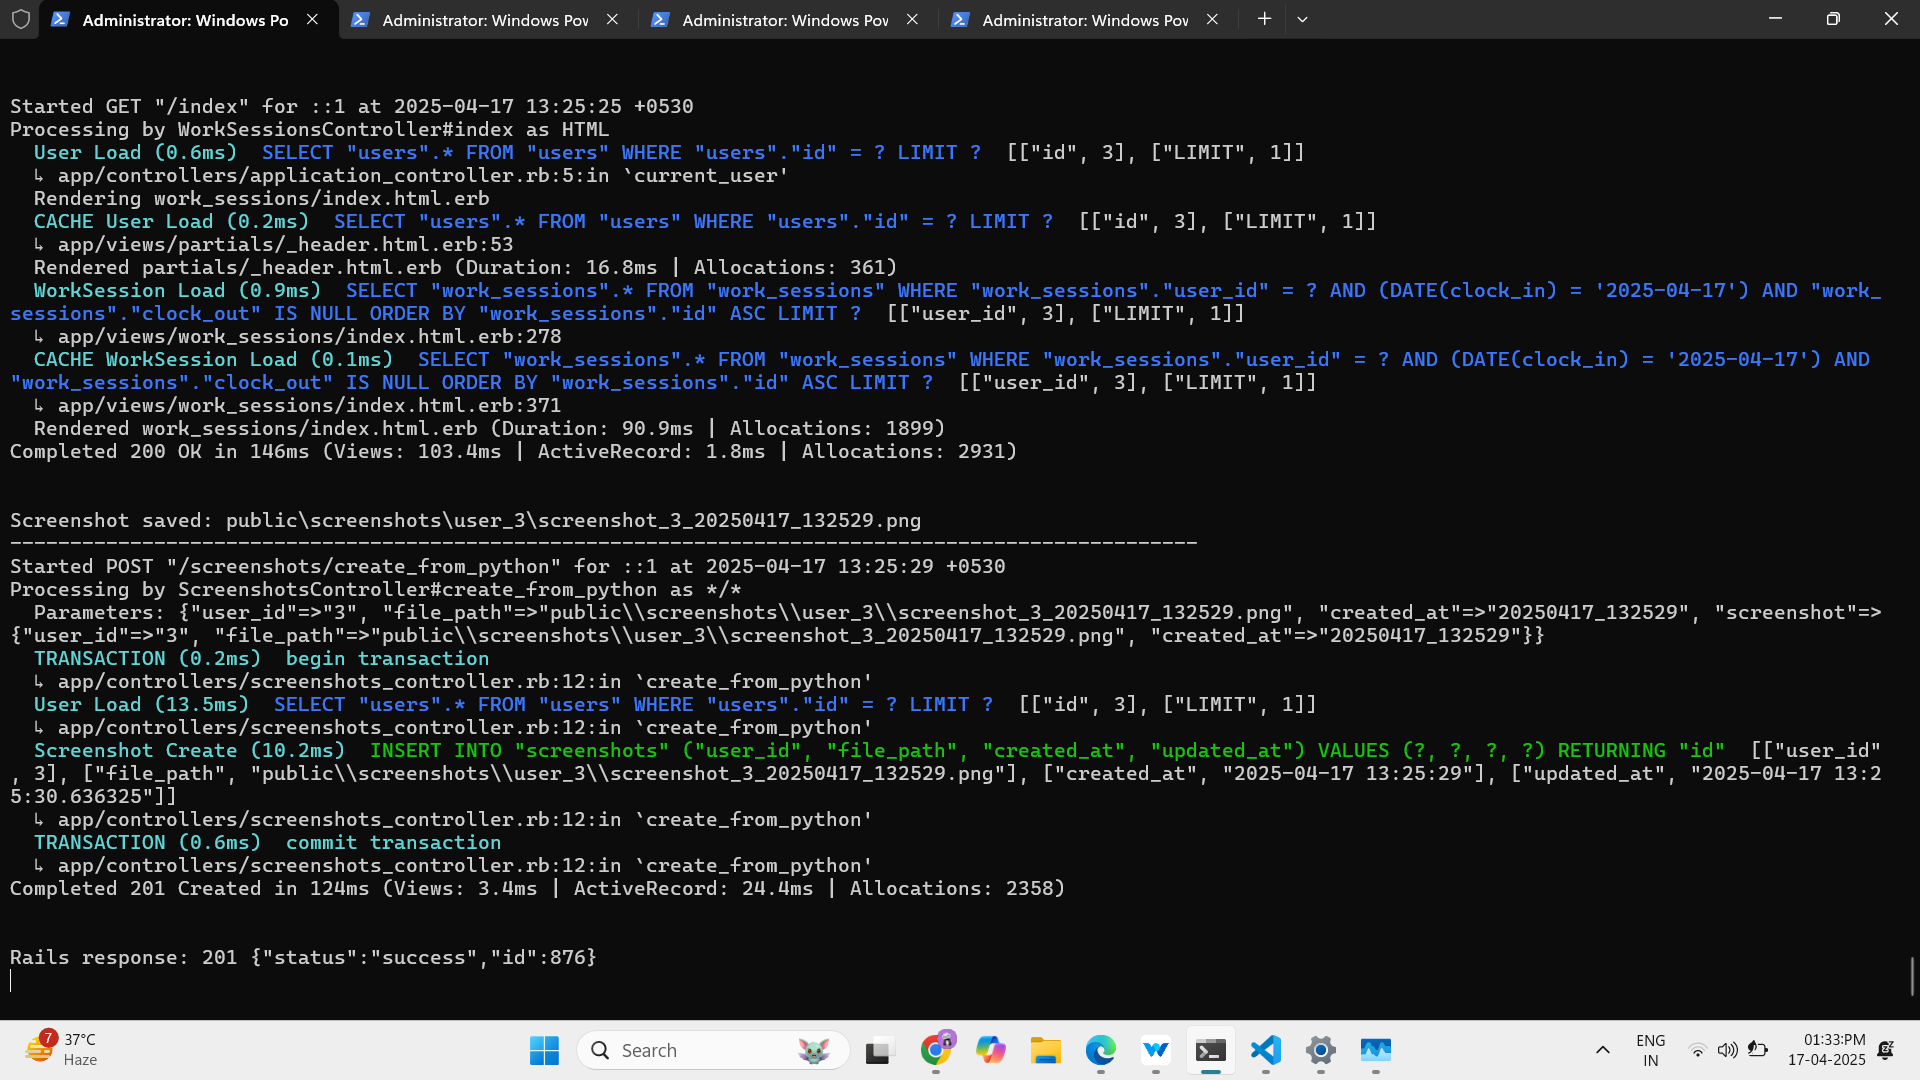 Administrator: Windows Po
Administrator: Windows Pov
Administrator: Windows Pov
Administrator: Windows Pov
Started GET "/index" for ::1 at 2025-04-17 13:25:25 +0530
Processing by WorkSessionsController#index as HTML
User Load (0.6ms)  SELECT "users".* FROM "users" WHERE "users"."id" = ? LIMIT ?  [["id", 3], ["LIMIT", 1]]
↳ app/controllers/application_controller.rb:5:in `current_user'
Rendering work_sessions/index.html.erb
CACHE User Load (0.2ms)  SELECT "users".* FROM "users" WHERE "users"."id" = ? LIMIT ?  [["id", 3], ["LIMIT", 1]]
↳ app/views/partials/_header.html.erb:53
Rendered partials/_header.html.erb (Duration: 16.8ms | Allocations: 361)
WorkSession Load (0.9ms)  SELECT "work_sessions".* FROM "work_sessions" WHERE "work_sessions"."user_id" = ? AND (DATE(clock_in) = '2025-04-17') AND "work_
sessions"."clock_out" IS NULL ORDER BY "work_sessions"."id" ASC LIMIT ?  [["user_id", 3], ["LIMIT", 1]]
↳ app/views/work_sessions/index.html.erb:278
CACHE WorkSession Load (0.1ms)  SELECT "work_sessions".* FROM "work_sessions" WHERE "work_sessions"."user_id" = ? AND (DATE(clock_in) = '2025-04-17') AND
"work_sessions"."clock_out" IS NULL ORDER BY "work_sessions"."id" ASC LIMIT ?  [["user_id", 3], ["LIMIT", 1]]
↳ app/views/work_sessions/index.html.erb:371
Rendered work_sessions/index.html.erb (Duration: 90.9ms | Allocations: 1899)
Completed 200 OK in 146ms (Views: 103.4ms | ActiveRecord: 1.8ms | Allocations: 2931)
Screenshot saved: public\screenshots\user_3\screenshot_3_20250417_132529.png
---------------------------------------------------------------------------------------------------
Started POST "/screenshots/create_from_python" for ::1 at 2025-04-17 13:25:29 +0530
Processing by ScreenshotsController#create_from_python as */*
Parameters: {"user_id"=>"3", "file_path"=>"public\\screenshots\\user_3\\screenshot_3_20250417_132529.png", "created_at"=>"20250417_132529", "screenshot"=>
{"user_id"=>"3", "file_path"=>"public\\screenshots\\user_3\\screenshot_3_20250417_132529.png", "created_at"=>"20250417_132529"}}
TRANSACTION (0.2ms)  begin transaction
↳ app/controllers/screenshots_controller.rb:12:in `create_from_python'
User Load (13.5ms)  SELECT "users".* FROM "users" WHERE "users"."id" = ? LIMIT ?  [["id", 3], ["LIMIT", 1]]
↳ app/controllers/screenshots_controller.rb:12:in `create_from_python'
Screenshot Create (10.2ms)  INSERT INTO "screenshots" ("user_id", "file_path", "created_at", "updated_at") VALUES (?, ?, ?, ?) RETURNING "id"  [["user_id"
, 3], ["file_path", "public\\screenshots\\user_3\\screenshot_3_20250417_132529.png"], ["created_at", "2025-04-17 13:25:29"], ["updated_at", "2025-04-17 13:2
5:30.636325"]]
↳ app/controllers/screenshots_controller.rb:12:in `create_from_python'
TRANSACTION (0.6ms)  commit transaction
↳ app/controllers/screenshots_controller.rb:12:in `create_from_python'
Completed 201 Created in 124ms (Views: 3.4ms | ActiveRecord: 24.4ms | Allocations: 2358)
Rails response: 201 {"status":"success","id":876}
7
37°C
Haze
Search
ENG
IN
01:33:PM
17-04-2025